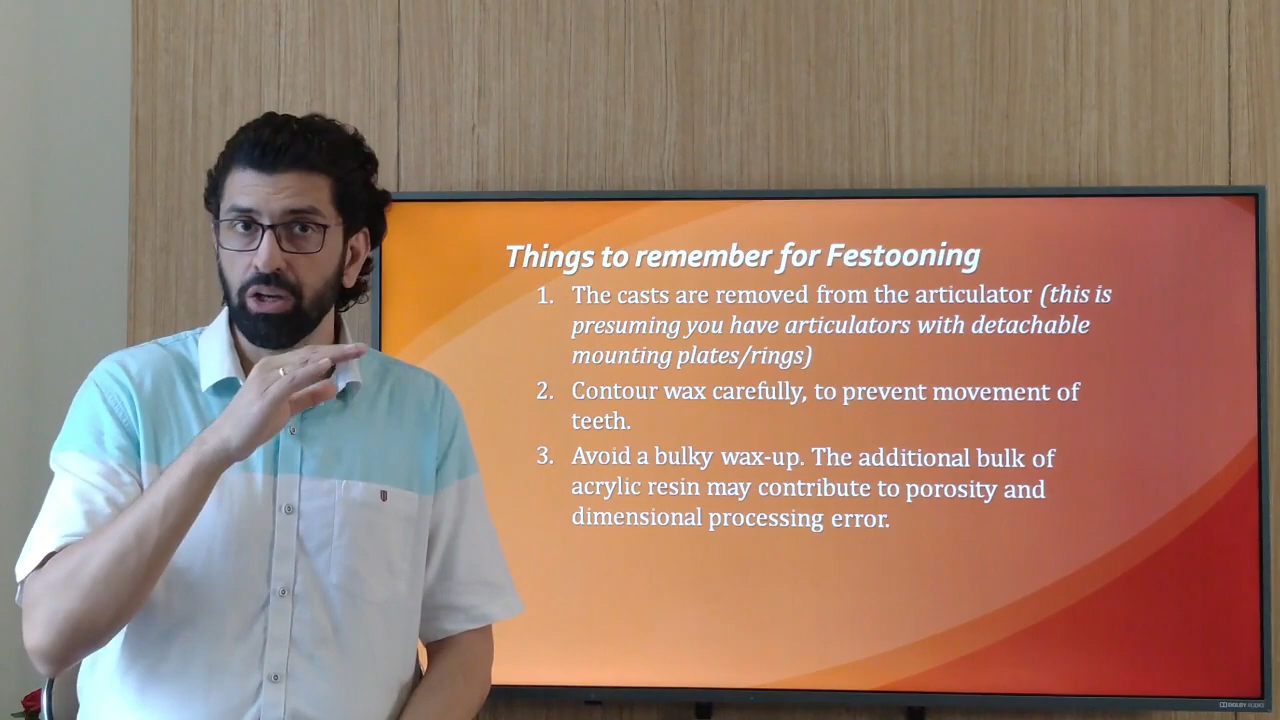 Things to remember for Festooning
1. The casts are removed from the articulator (this is
presuming you have articulators with detachable
mounting plates/rings)
2. Contour wax carefully, to prevent movement of
teeth.
3. Avoid a bulky wax-up. The additional bulk of
acrylic resin may contribute to porosity and
dimensional processing error.
DOLBY AUDIO